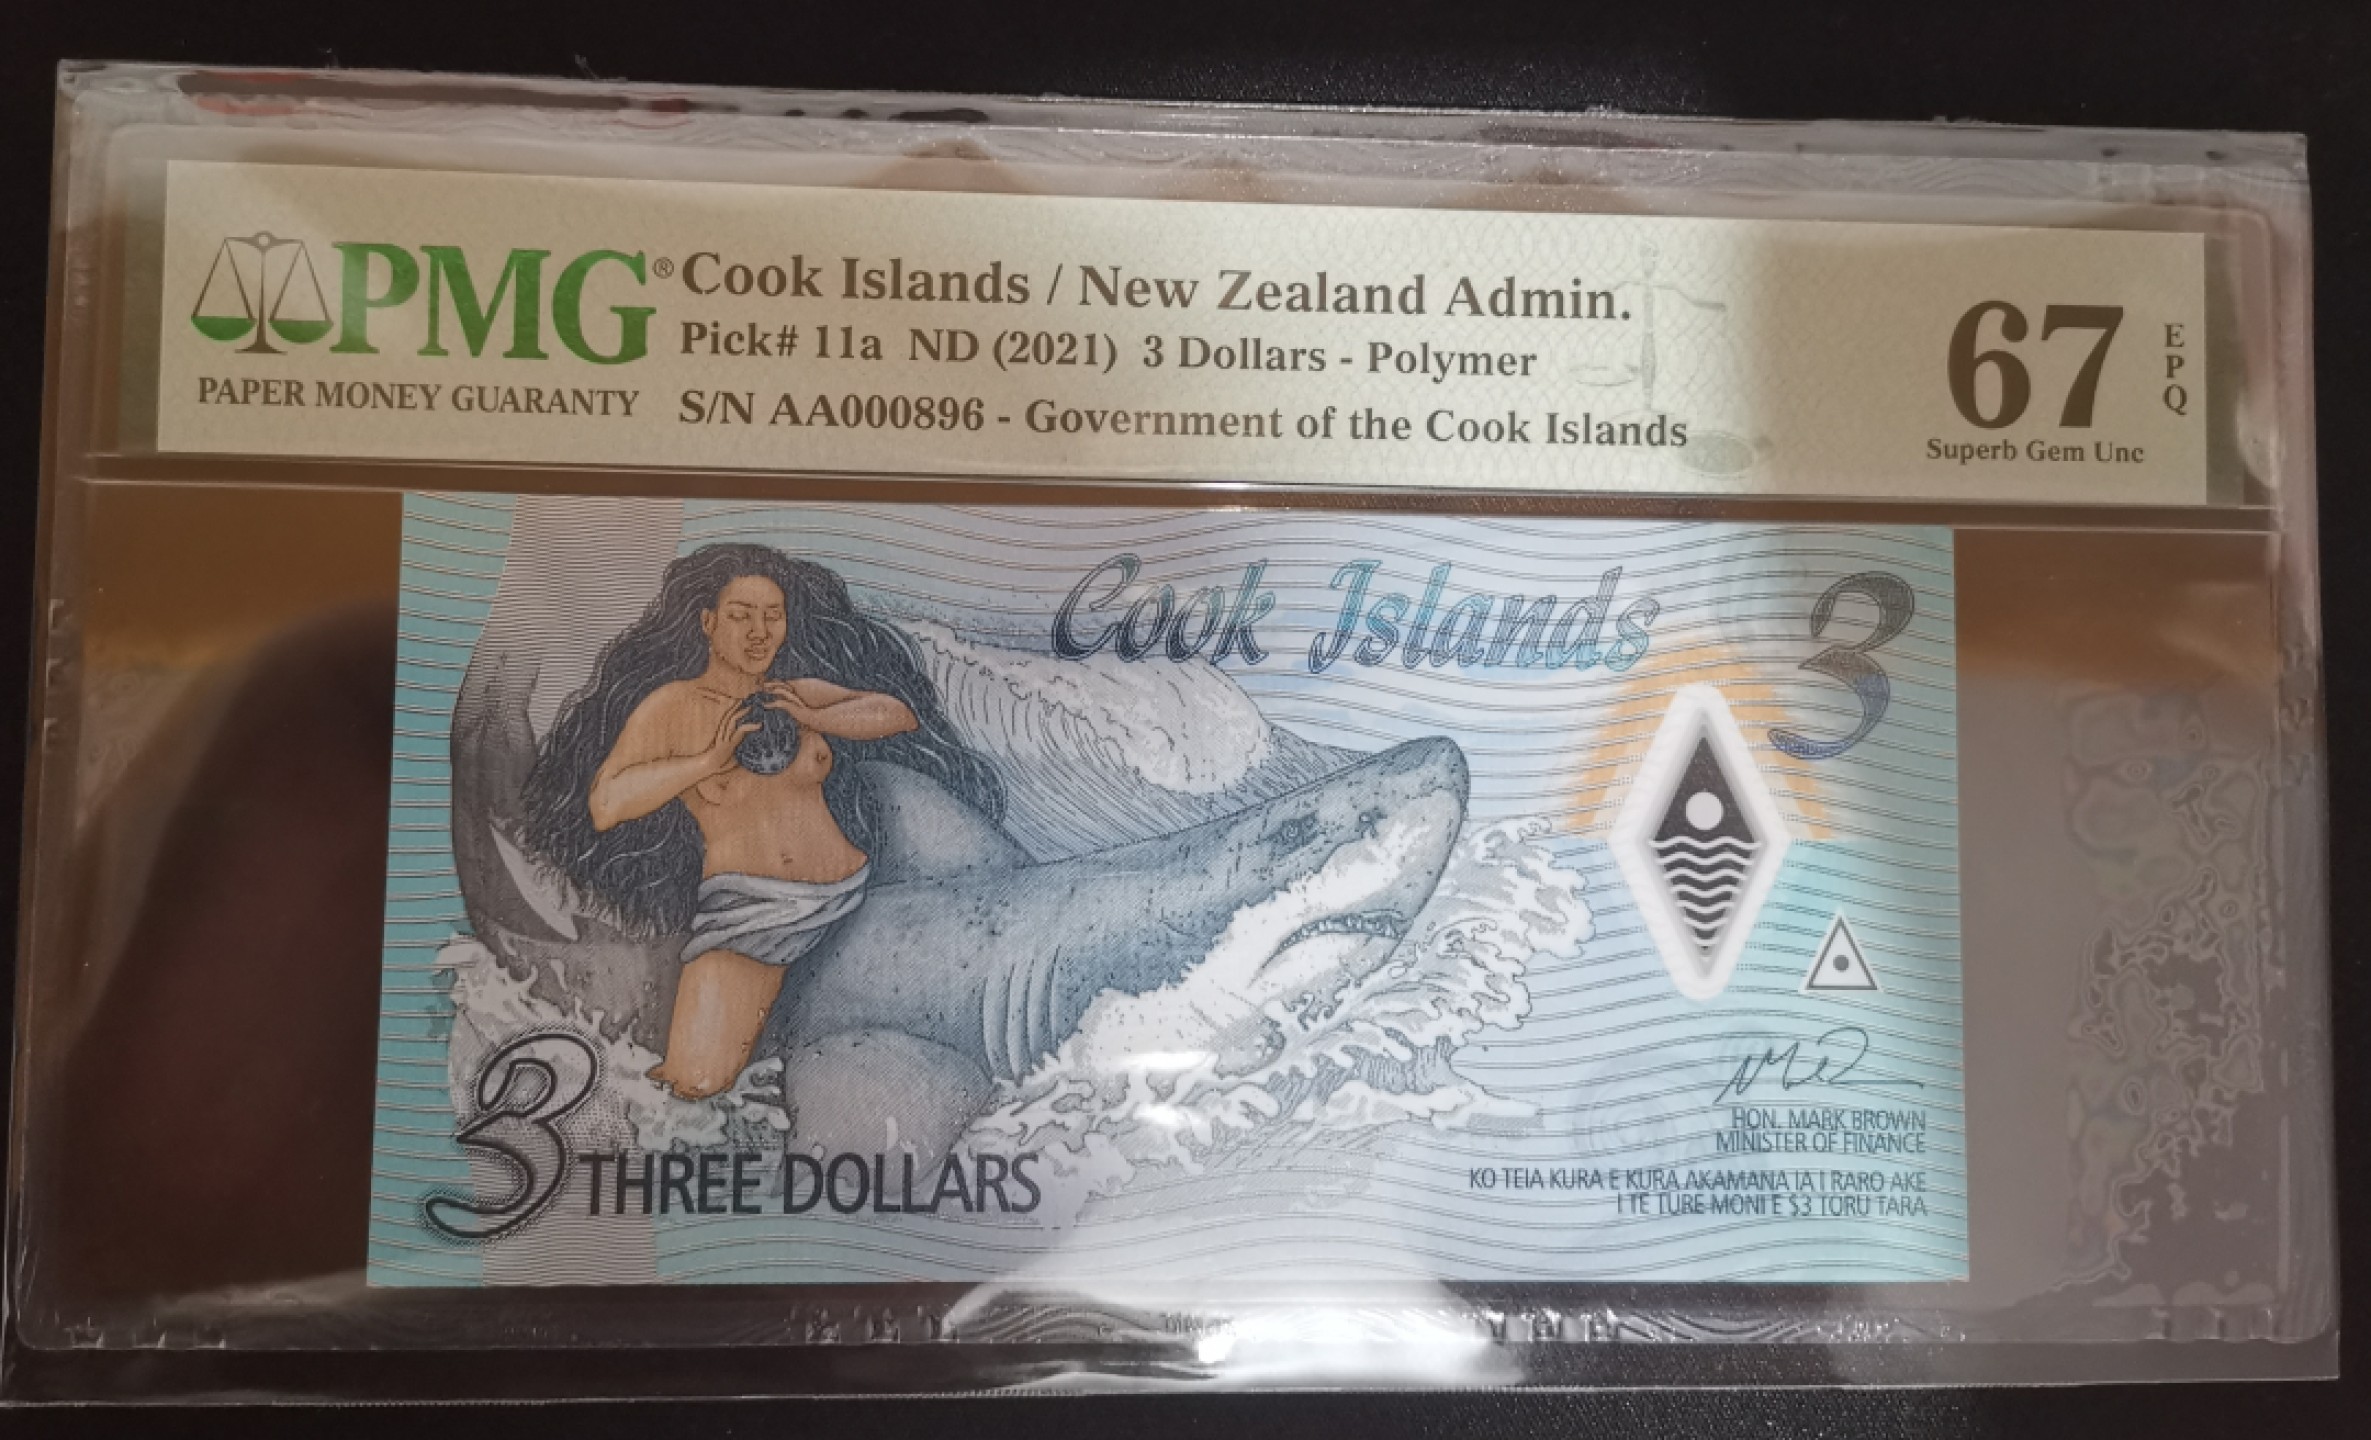 PMG®
PAPER MONEY GUARANTY
Cook Islands / New Zealand Admin.
Pick# 11a ND (2021) 3 Dollars - Polymer
S/N AA000896 - Government of the Cook Islands
67
EPQ
Superb Gem Unc
Cook Islands
3
HON. MARK BROWN
MINISTER OF FINANCE
KO TEIA KURA E KURA AKAMANA IA I RARO AKE
I TE TURE MONI E $3 TORU TARA
3 THREE DOLLARS